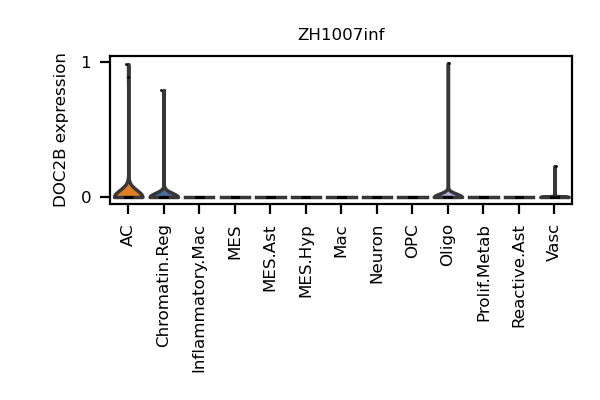 ZH1007inf
DOC2B expression
1
0
AC
Chromatin.Reg
Inflammatory.Mac
MES
MES.Ast
MES.Hyp
Mac
Neuron
OPC
Oligo
Prolif.Metab
Reactive.Ast
Vasc